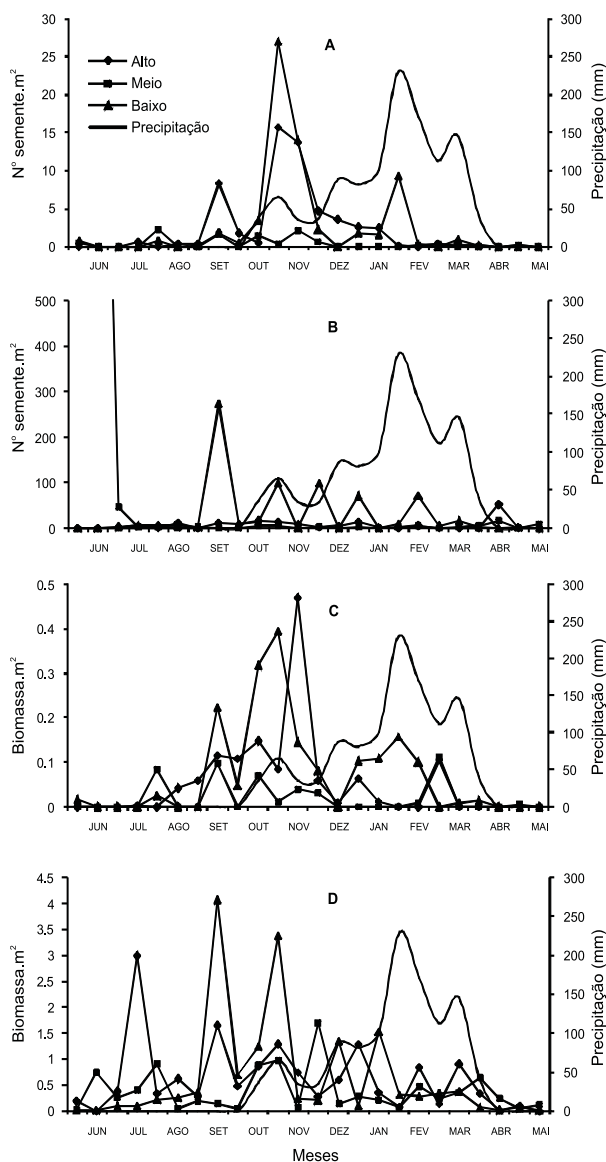 A
Alto
Meio
Baixo
Precipitação
N° semente.m²
Precipitação (mm)
30
25
20
15
10
5
0
300
250
200
150
100
50
0
JUN JUL AGO SET OUT NOV DEZ JAN FEV MAR ABR MAI
B
N° semente.m²
Precipitação (mm)
500
400
300
200
100
0
300
250
200
150
100
50
0
JUN JUL AGO SET OUT NOV DEZ JAN FEV MAR ABR MAI
C
Biomassa.m²
Precipitação (mm)
0.5
0.4
0.3
0.2
0.1
0
300
250
200
150
100
50
0
JUN JUL AGO SET OUT NOV DEZ JAN FEV MAR ABR MAI
D
Biomassa.m²
Precipitação (mm)
4.5
4
3.5
3
2.5
2
1.5
1
0.5
0
300
250
200
150
100
50
0
JUN JUL AGO SET OUT NOV DEZ JAN FEV MAR ABR MAI
Meses